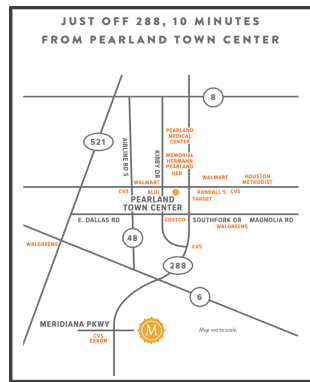 JUST OFF 288, 10 MINUTES
FROM PEARLAND TOWN CENTER
8
521
AIRLINE RD S
KIRBY DR
PEARLAND
MEDICAL
CENTER
MEMORIAL
HERMANN
PEARLAND
HEB
WALMART
WALMART
HOUSTON
METHODIST
CVS
ALDI
RANDALL'S
CVS
TARGET
PEARLAND
TOWN CENTER
E. DALLAS RD
COSTCO
SOUTHFORK DR
MAGNOLIA RD
WALGREENS
WALGREENS
48
CVS
288
6
MERIDIANA PKWY
M
Map not to scale.
CVS
EXXON